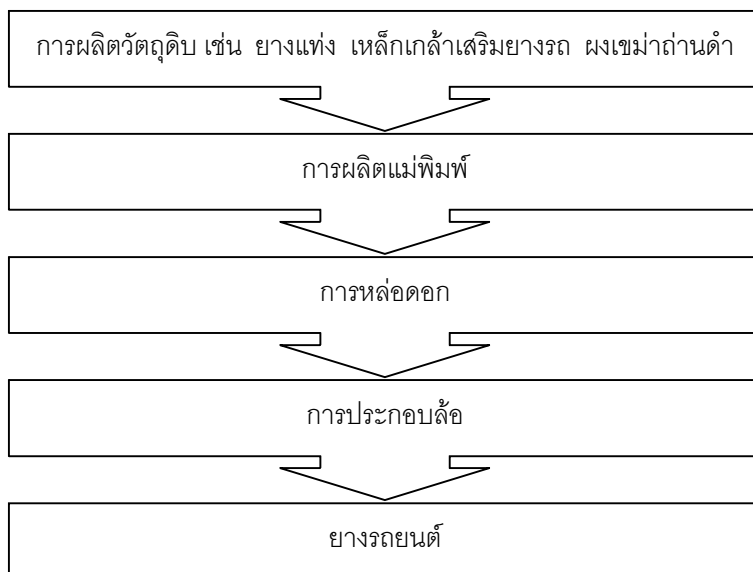 การผลิตวัตถุดิบ เช่น ยางแท่ง เหล็กเกล้าเสริมยางรถ ผงเขม่าถ่านดำ
การผลิตแม่พิมพ์
การหล่อดอก
การประกอบล้อ
ยางรถยนต์